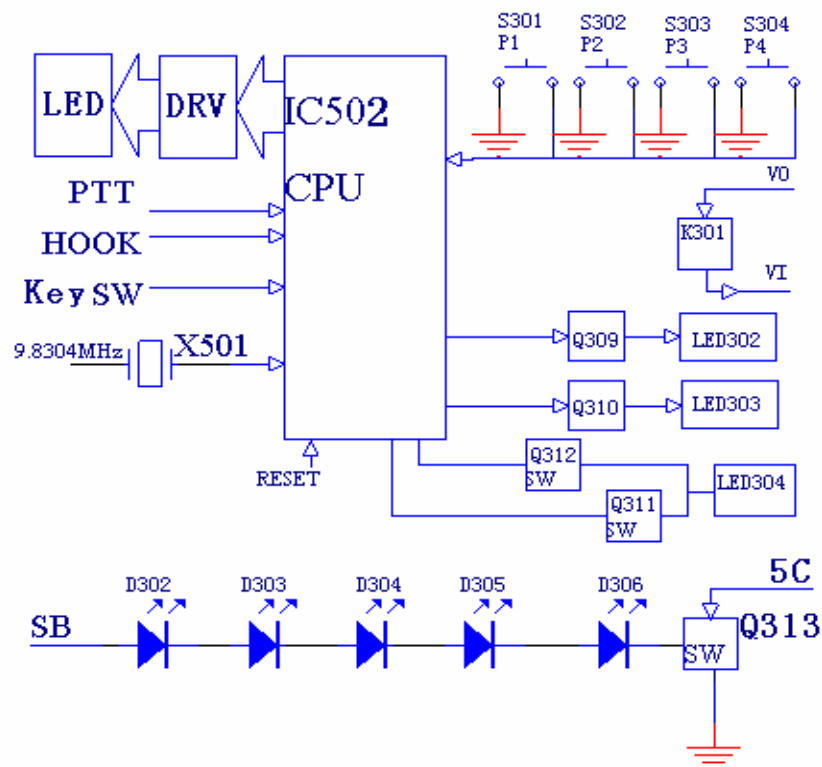 S301 S302 S303 S304
P1 P2 P3 P4
LED DRV IC502
CPU
PTT
HOOK
Key SW
9.8304MHz X501
RESET
VO
K301
VI
Q309 LED302
Q310 LED303
Q312
SW
LED304
Q311
SW
D302 D303 D304 D305 D306 5C
SB Q313
SW